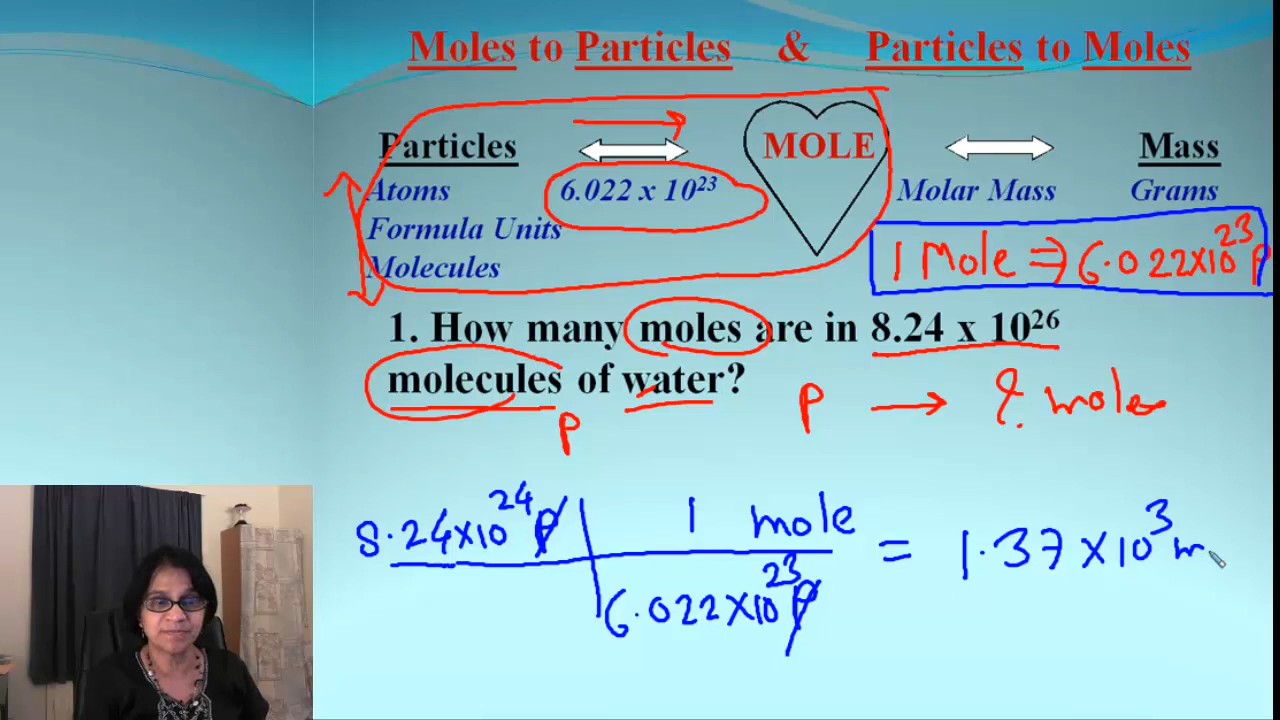 Moles to Particles & Particles to Moles
Particles MOLE Mass
Atoms 6.022 x 10²³ Molar Mass Grams
Formula Units
Molecules
1 Mole ⇒ 6.022x10²³ p
1. How many moles are in 8.24 x 10²⁶
molecules of water?
p
p → ? moles
8.24x10²⁴ p | 1 mole = 1.37 x 10³ m
6.022x10²³ p